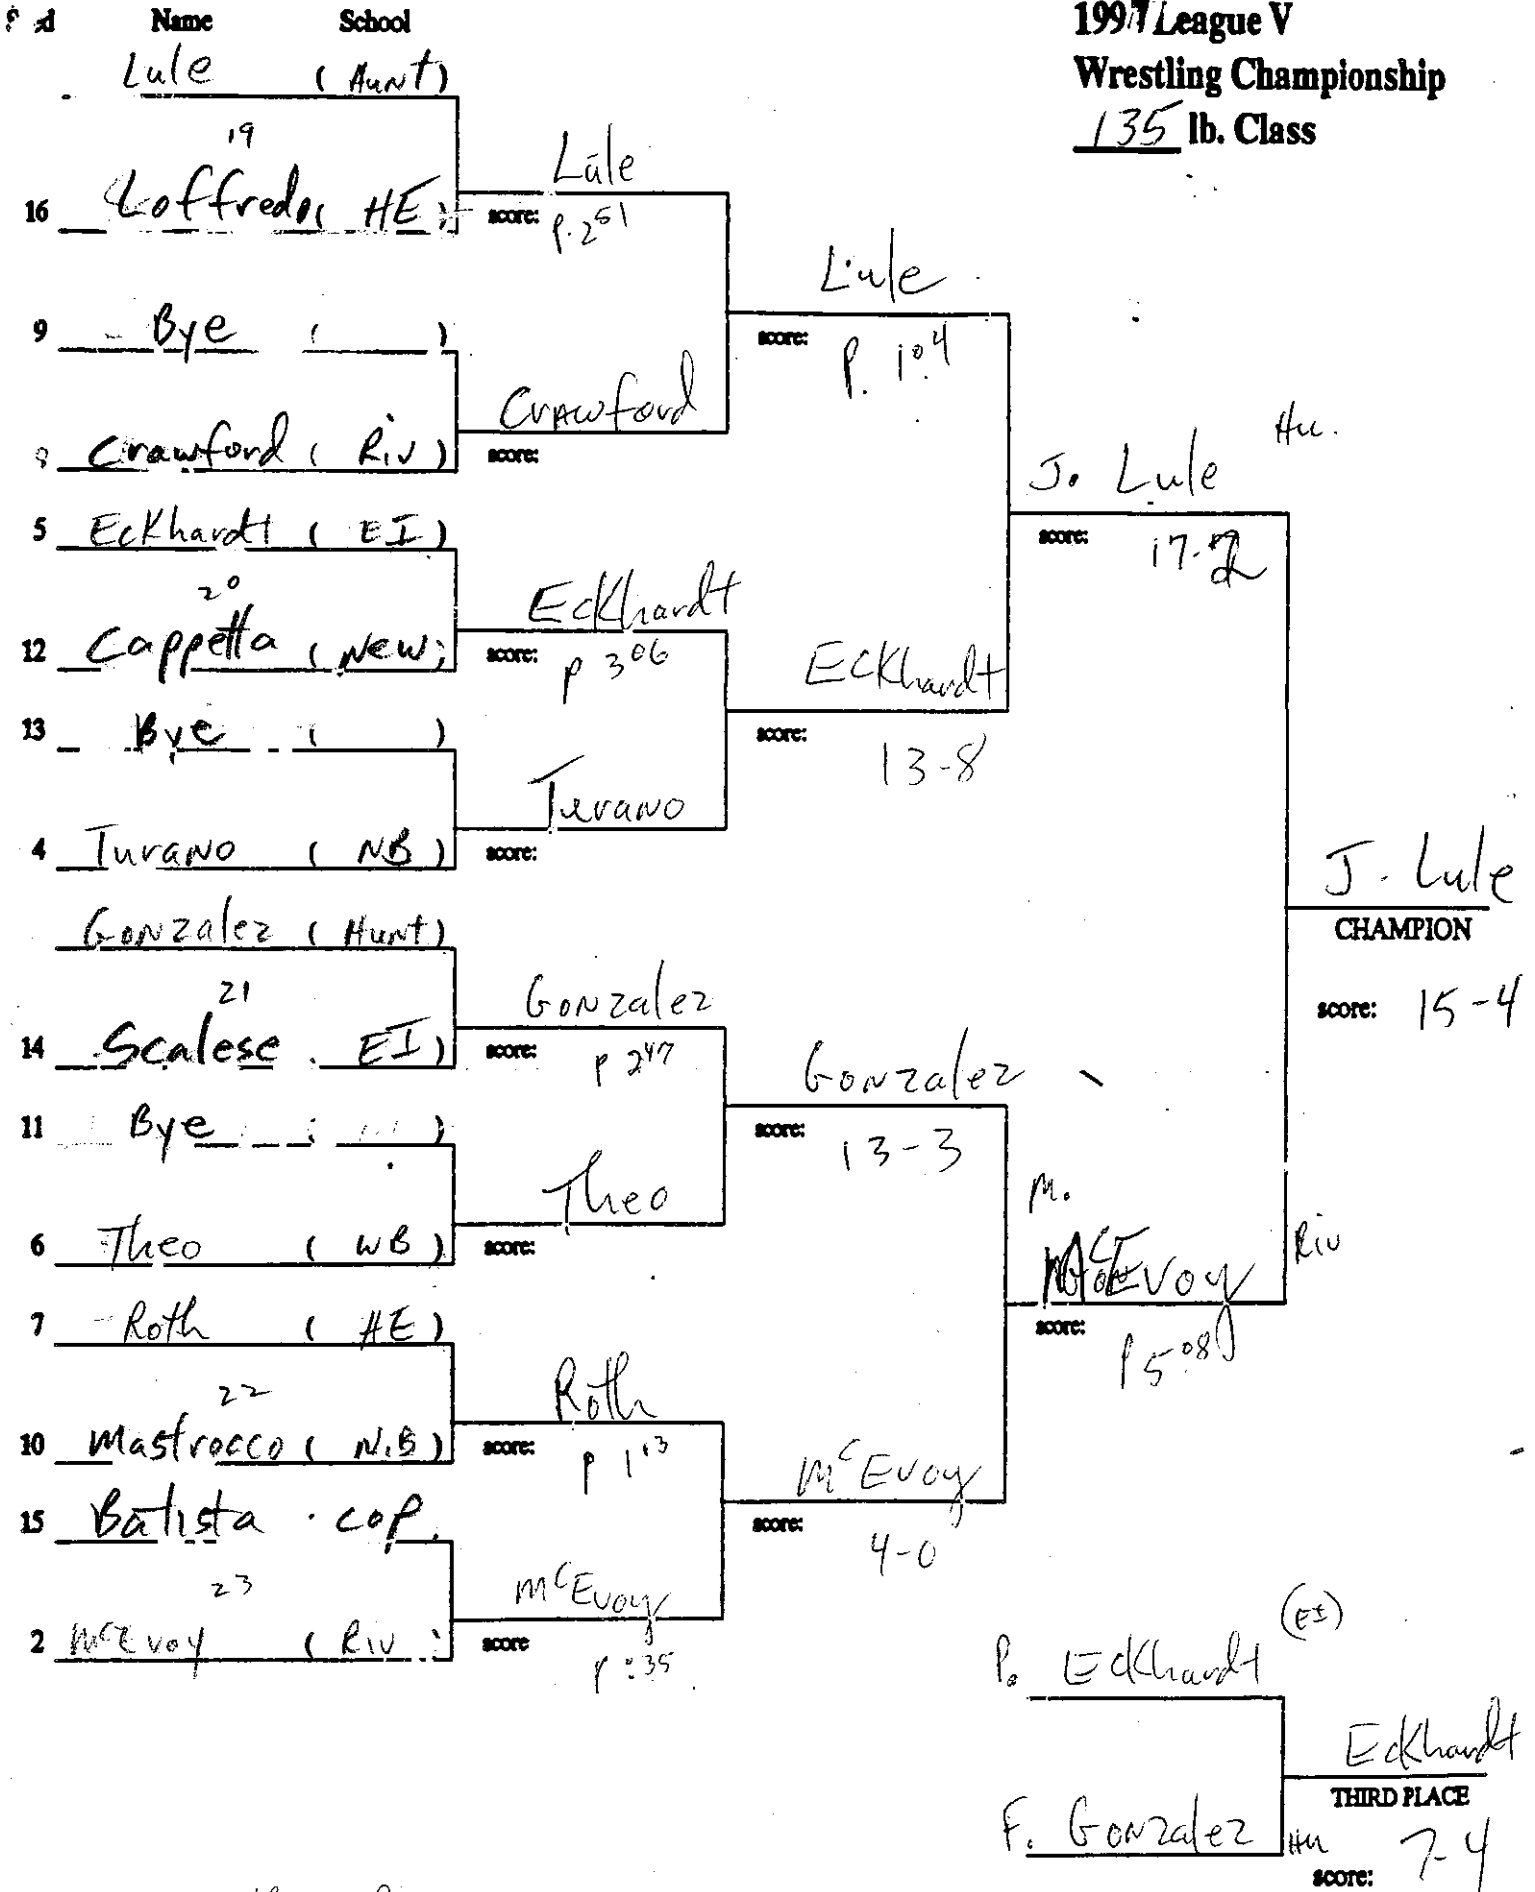 Name School
1997 League V
Wrestling Championship
135 lb. Class
Lule (Hunt)
19
16 Loffredo (HE)
9 Bye ( )
8 Crawford (Riv)
5 Eckhardt (EI)
20
12 Cappetta (New)
13 Bye ( )
4 Turano (NB)
Gonzalez (Hunt)
21
14 Scalese EI)
11 Bye ( )
6 Theo (WB)
7 Roth (HE)
22
10 Mastrocco (N.B)
15 Batista cop.
23
2 McEvoy (Riv)
Lule
score: P. 2 51
Crawford
score:
Eckhardt
score: P 3 06
Turano
score:
Gonzalez
score: P 2 47
Theo
score:
Roth
score: P 1 13
McEvoy
score P :35
Lule
score: P. 1:04
Eckhardt
score: 13-8
Gonzalez
score: 13-3
McEvoy
score: 4-0
J. Lule Hu.
score: 17-2
M. McEvoy Riv
score: P 5:08
J. Lule
CHAMPION
score: 15-4
P. Eckhardt (EI)
F. Gonzalez Hu
Eckhardt
THIRD PLACE
score: 7-4